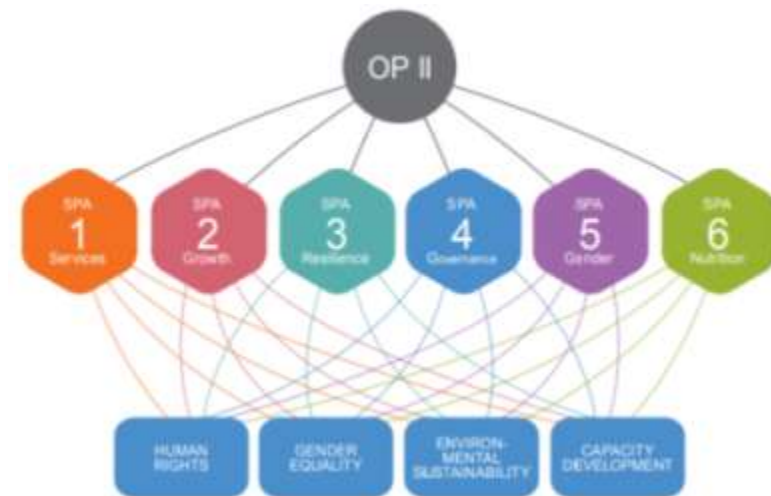 OP II
SPA
1
Services
SPA
2
Growth
SPA
3
Resilience
SPA
4
Governance
SPA
5
Gender
SPA
6
Nutrition
HUMAN
RIGHTS
GENDER
EQUALITY
ENVIRON-
MENTAL
SUSTAINABILITY
CAPACITY
DEVELOPMENT